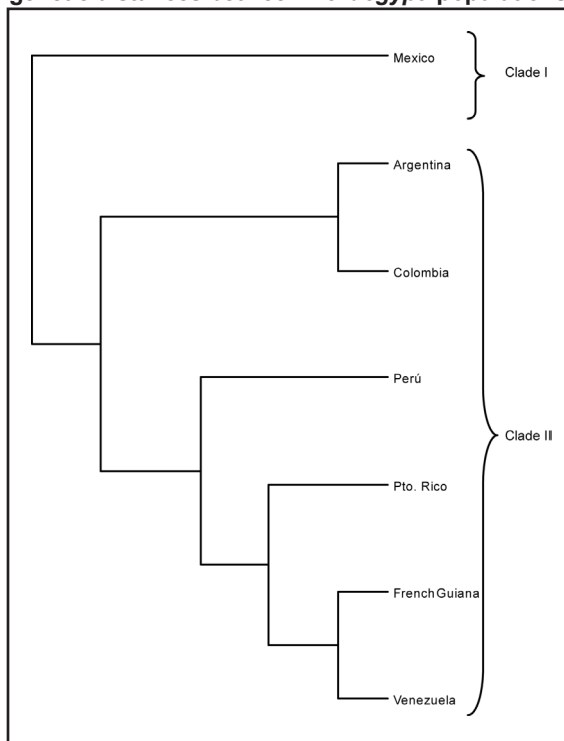 Mexico
Clade I
Argentina
Colombia
Perú
Clade II
Pto. Rico
French Guiana
Venezuela